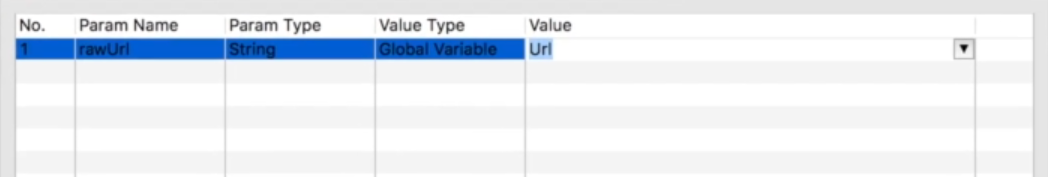 No. Param Name Param Type Value Type Value
1 rawUrl String Global Variable Url